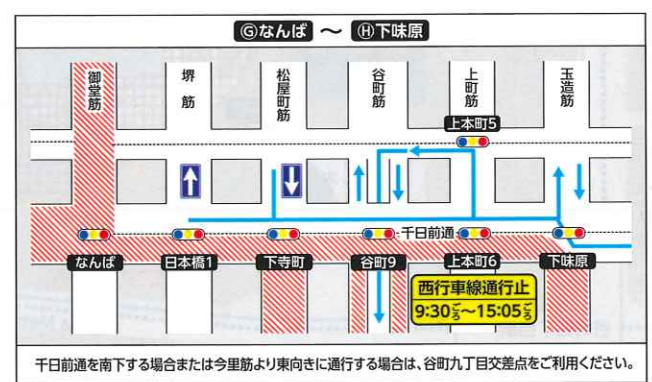 Ⓖなんば 〜 Ⓗ下味原
御堂筋
堺筋
松屋町筋
谷町筋
上町筋
玉造筋
上本町5
千日前通
なんば
日本橋1
下寺町
谷町9
上本町6
下味原
西行車線通行止
9:30ごろ〜15:05ごろ
千日前通を南下する場合または今里筋より東向きに通行する場合は、谷町九丁目交差点をご利用ください。